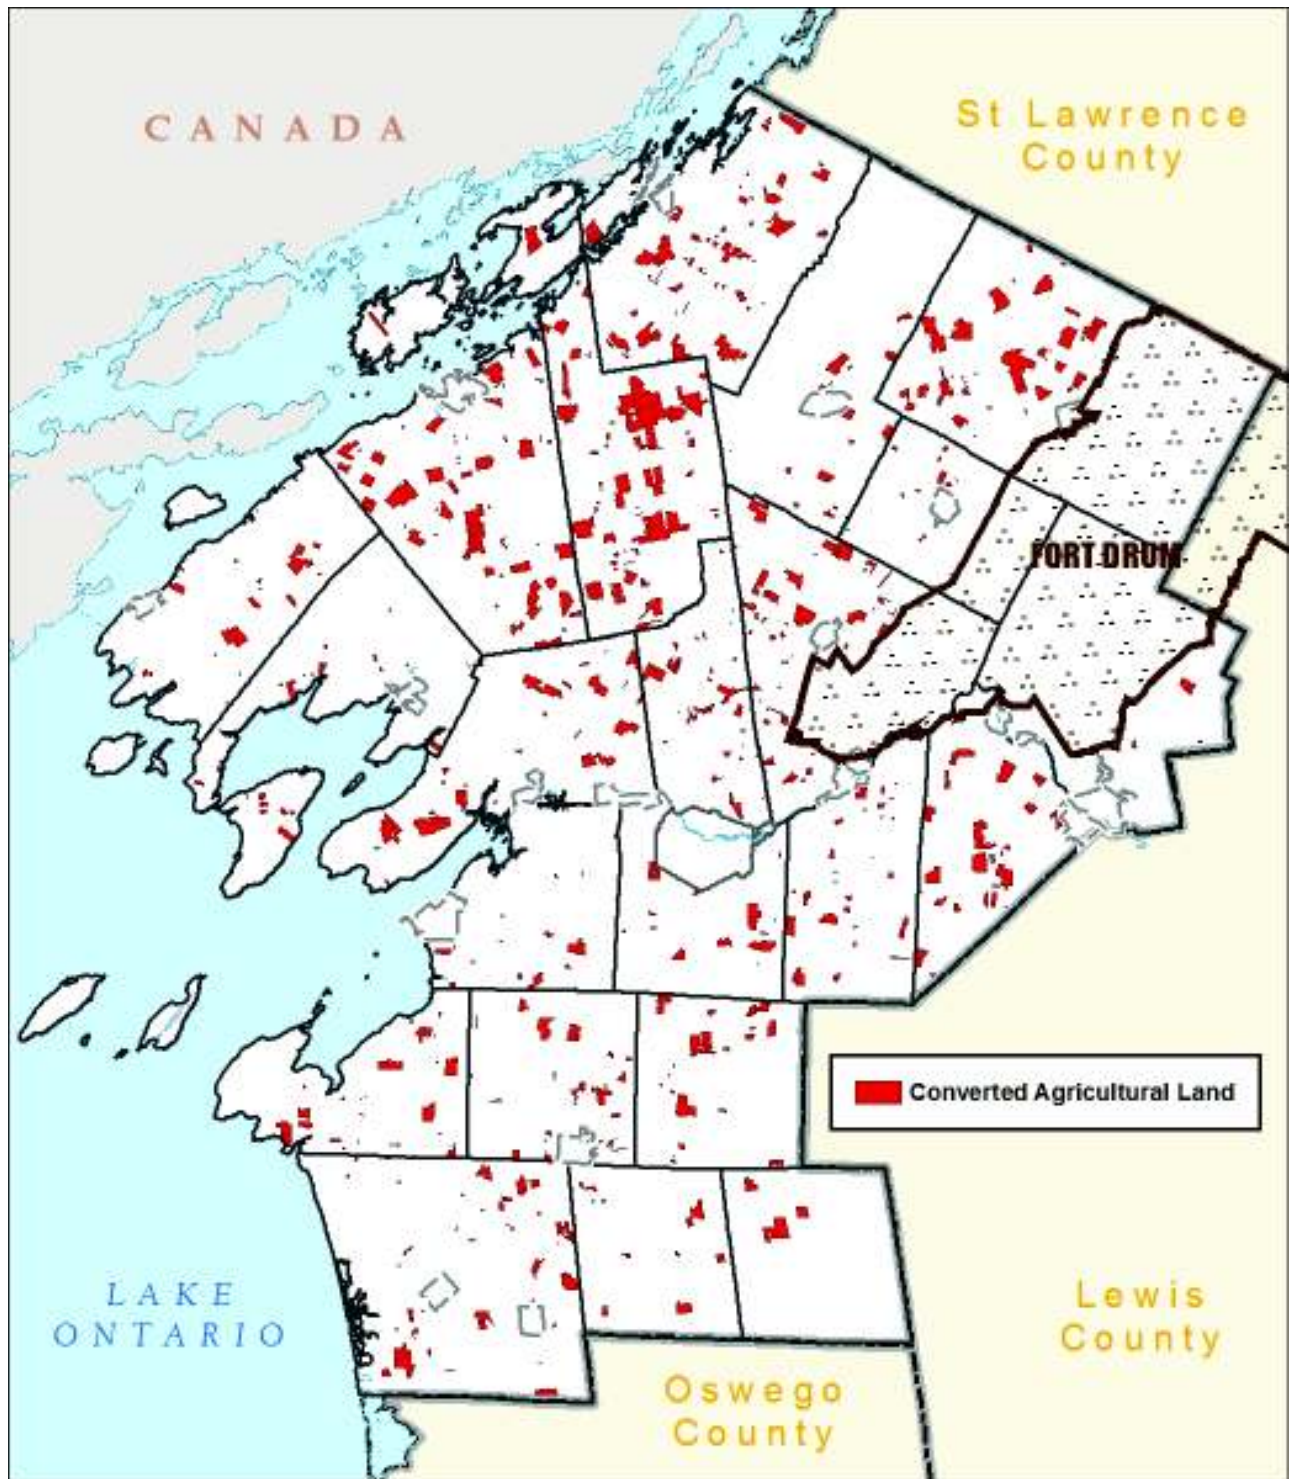 CANADA
St Lawrence
County
FORT DRUM
Converted Agricultural Land
LAKE
ONTARIO
Lewis
County
Oswego
County